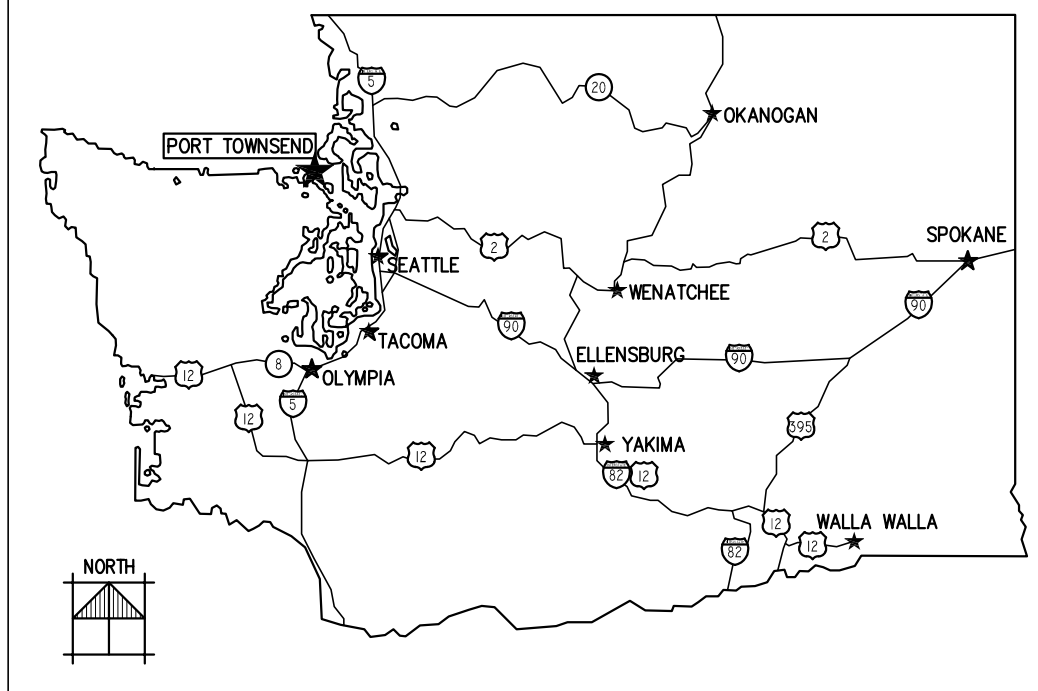 5
20
OKANOGAN
PORT TOWNSEND
2
2
SPOKANE
SEATTLE
WENATCHEE
90
90
TACOMA
ELLENSBURG
90
8
12
OLYMPIA
5
12
395
12
YAKIMA
82
12
12
WALLA WALLA
82
12
NORTH